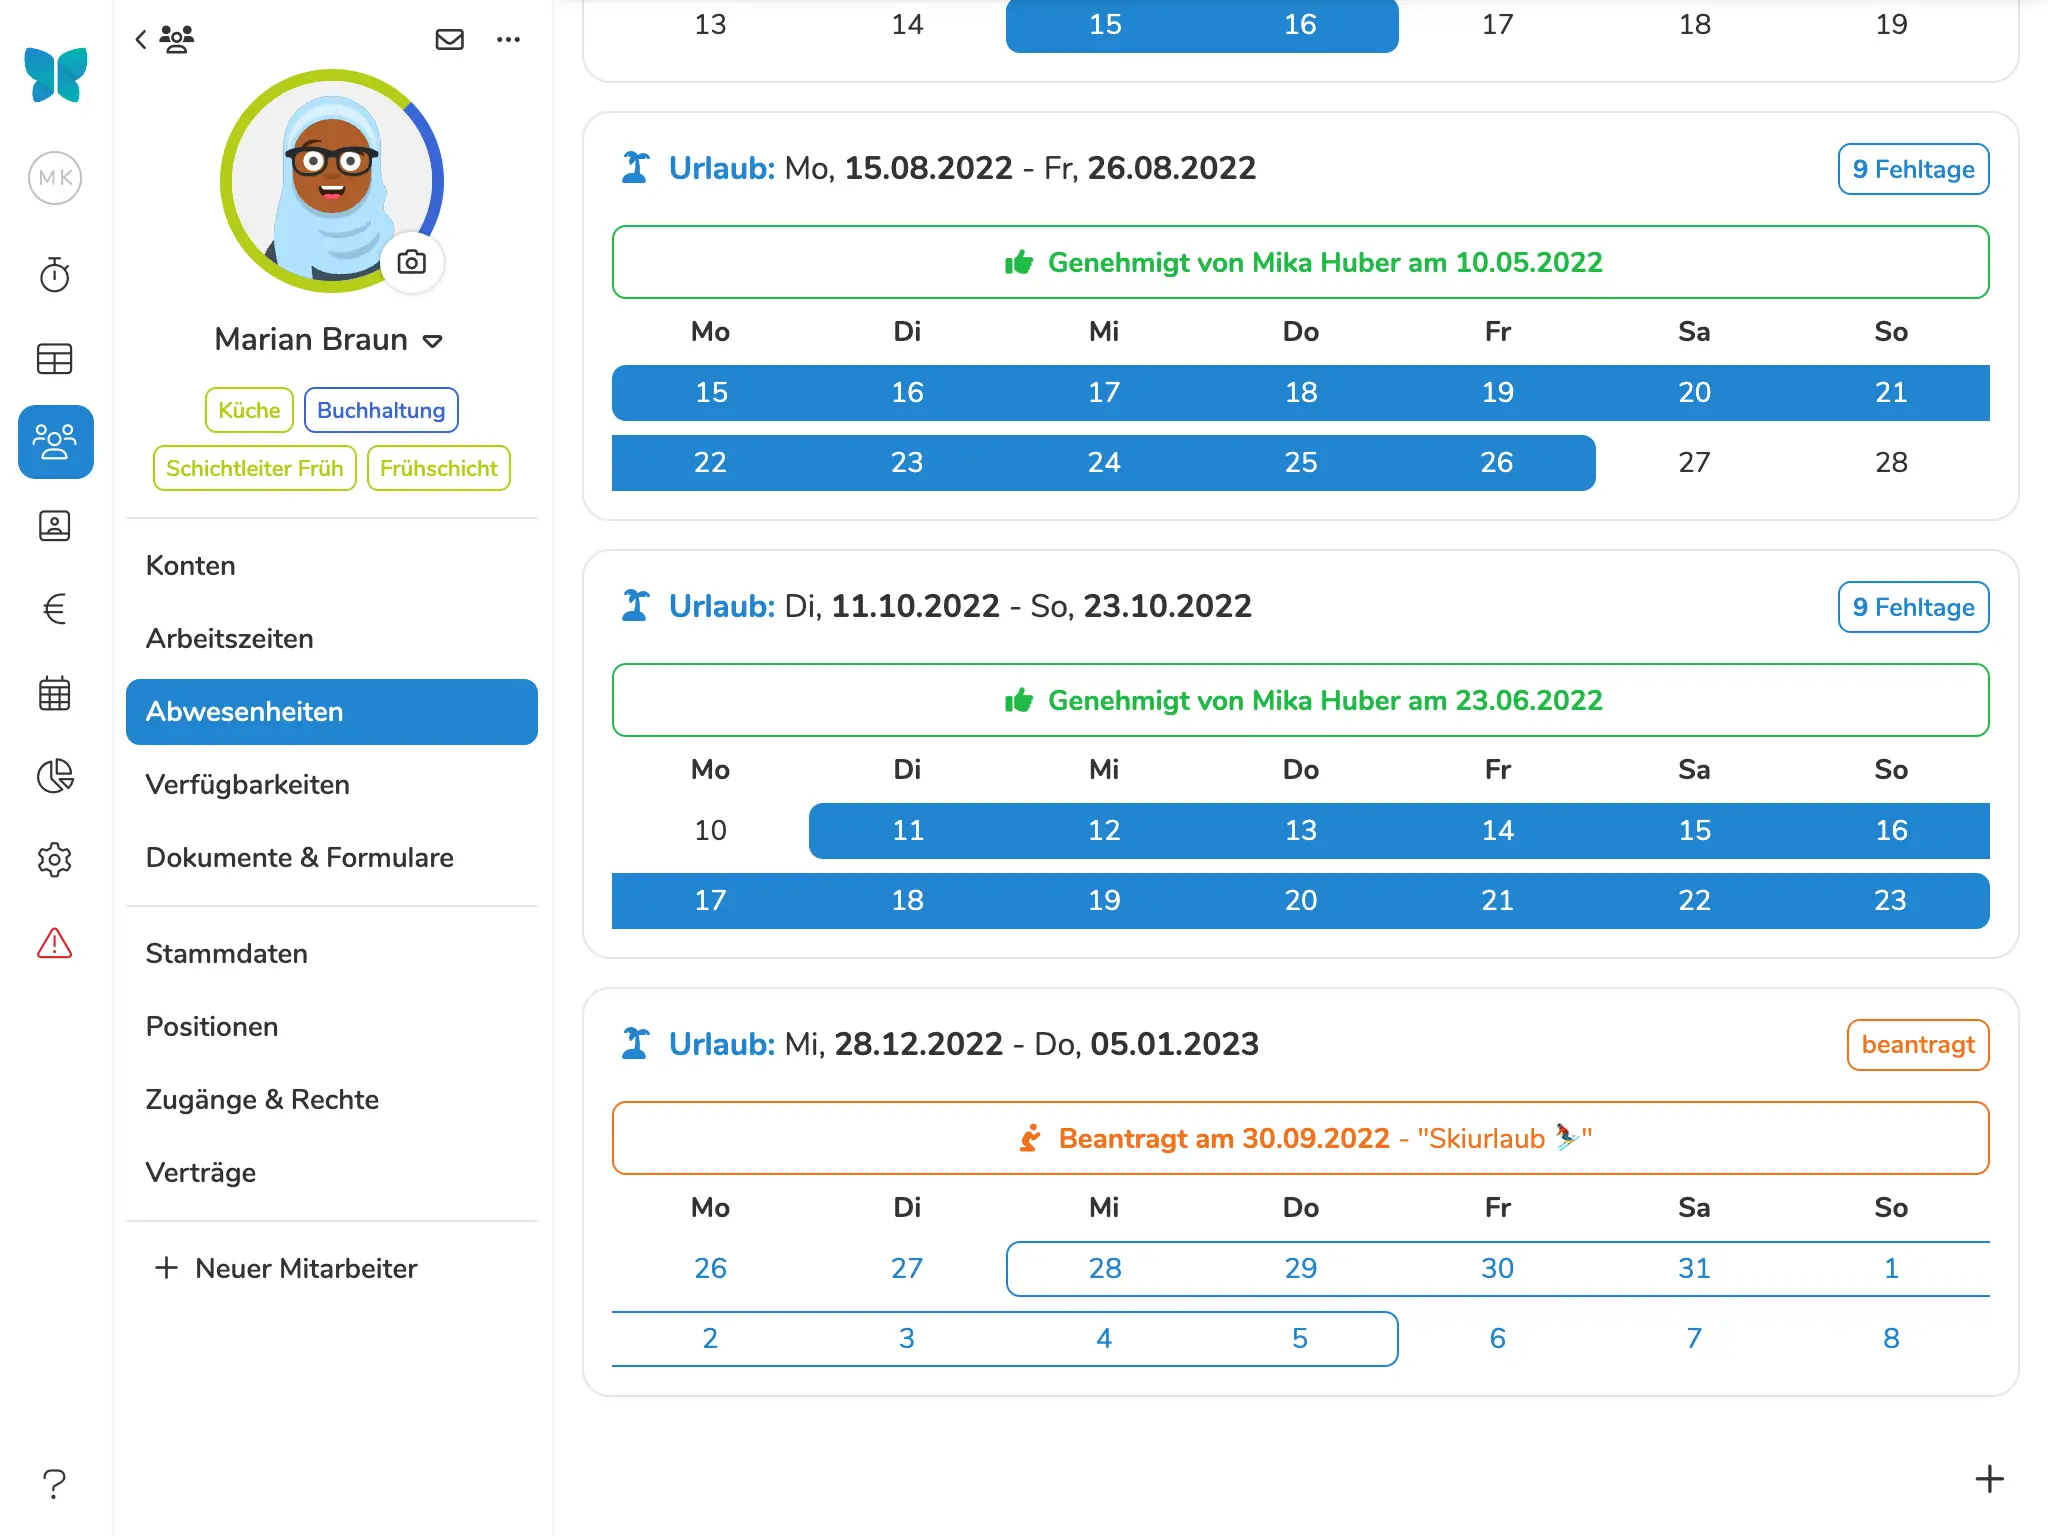 MK
Marian Braun
Küche
Buchhaltung
Schichtleiter Früh
Frühschicht
Konten
Arbeitszeiten
Abwesenheiten
Verfügbarkeiten
Dokumente & Formulare
Stammdaten
Positionen
Zugänge & Rechte
Verträge
+ Neuer Mitarbeiter
?
13 14 15 16 17 18 19
Urlaub: Mo, 15.08.2022 - Fr, 26.08.2022
9 Fehltage
Genehmigt von Mika Huber am 10.05.2022
Mo Di Mi Do Fr Sa So
15 16 17 18 19 20 21
22 23 24 25 26 27 28
Urlaub: Di, 11.10.2022 - So, 23.10.2022
9 Fehltage
Genehmigt von Mika Huber am 23.06.2022
Mo Di Mi Do Fr Sa So
10 11 12 13 14 15 16
17 18 19 20 21 22 23
Urlaub: Mi, 28.12.2022 - Do, 05.01.2023
beantragt
Beantragt am 30.09.2022 - "Skiurlaub ⛷"
Mo Di Mi Do Fr Sa So
26 27 28 29 30 31 1
2 3 4 5 6 7 8
+